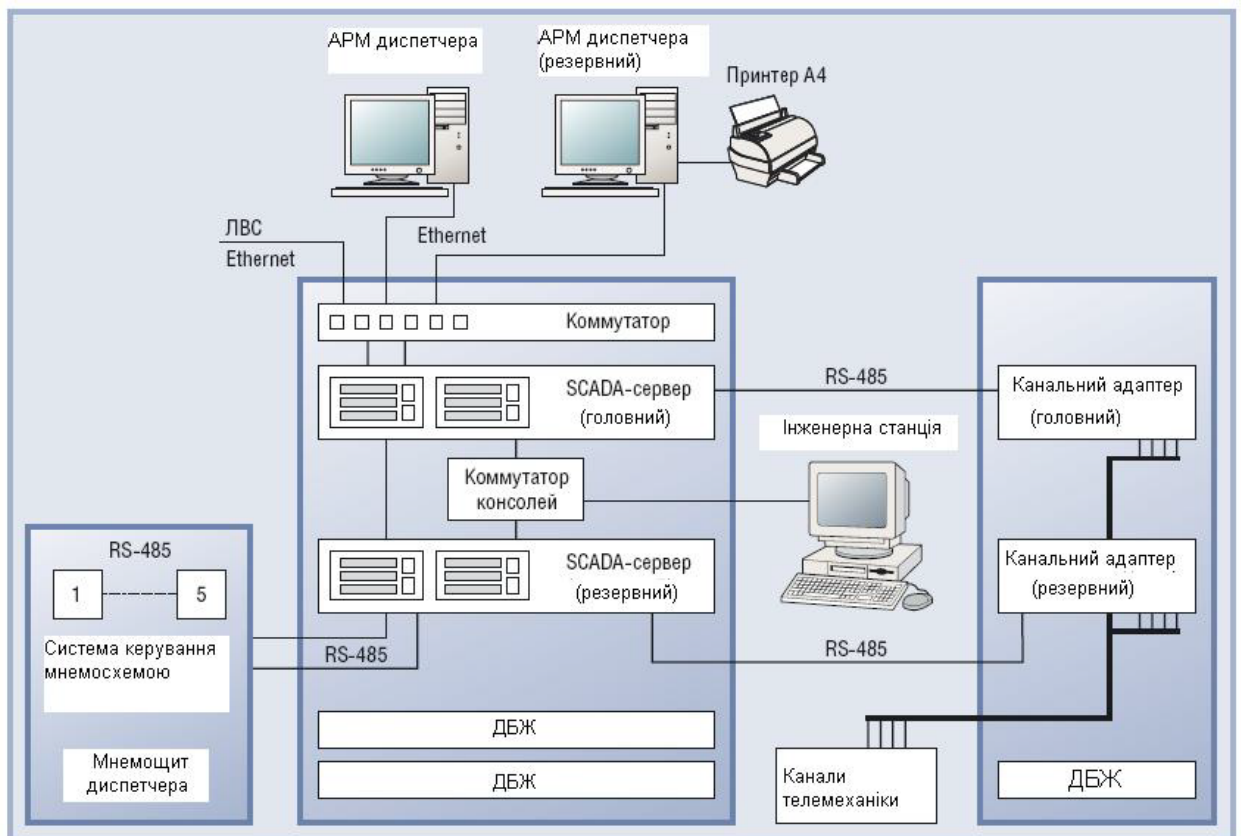 АРМ диспетчера
АРМ диспетчера
(резервний)
Принтер А4
ЛВС
Ethernet
Ethernet
Коммутатор
SCADA-сервер
(головний)
RS-485
Канальний адаптер
(головний)
Інженерна станція
Коммутатор
консолей
RS-485
1
5
Система керування
мнемосхемою
RS-485
SCADA-сервер
(резервний)
Канальний адаптер
(резервний)
RS-485
Мнемощит
диспетчера
ДБЖ
ДБЖ
Канали
телемеханіки
ДБЖ